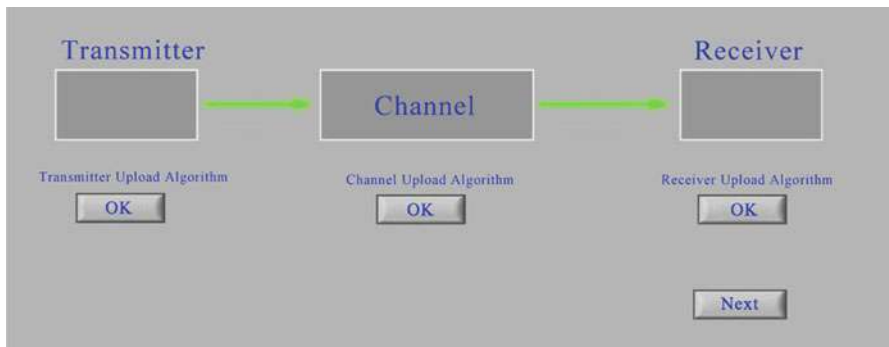 Transmitter
Receiver
Channel
Transmitter Upload Algorithm
Channel Upload Algorithm
Receiver Upload Algorithm
OK
OK
OK
Next